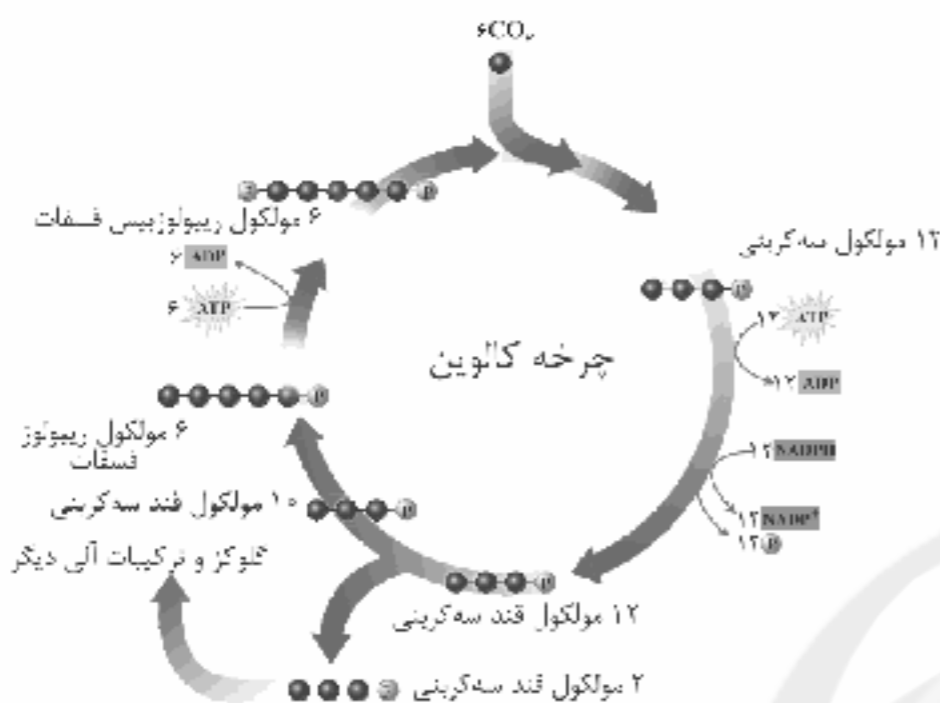 ۶CO۲
۶ مولکول ریبولوزبیس فسفات
۶ ADP
۶ ATP
۱۲ مولکول سه‌کربنی
۱۲ ATP
۱۲ ADP
چرخه کالوین
۱۲ NADPH
۱۲ NADP⁺
۱۲ P
۶ مولکول ریبولوز
فسفات
۱۰ مولکول قند سه‌کربنی
گلوکز و ترکیبات آلی دیگر
۱۲ مولکول قند سه‌کربنی
۲ مولکول قند سه‌کربنی